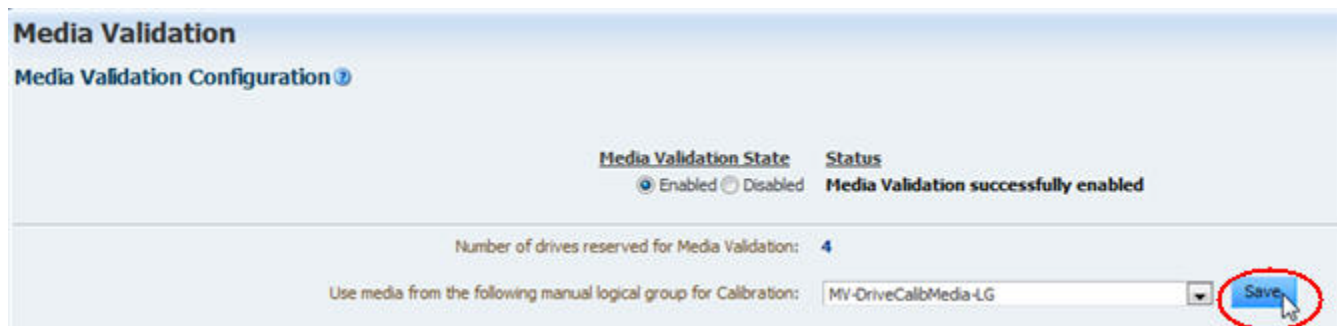 Media Validation
Media Validation Configuration ?
Media Validation State Status
Enabled Disabled Media Validation successfully enabled
Number of drives reserved for Media Validation: 4
Use media from the following manual logical group for Calibration: MV-DriveCalibMedia-LG Save